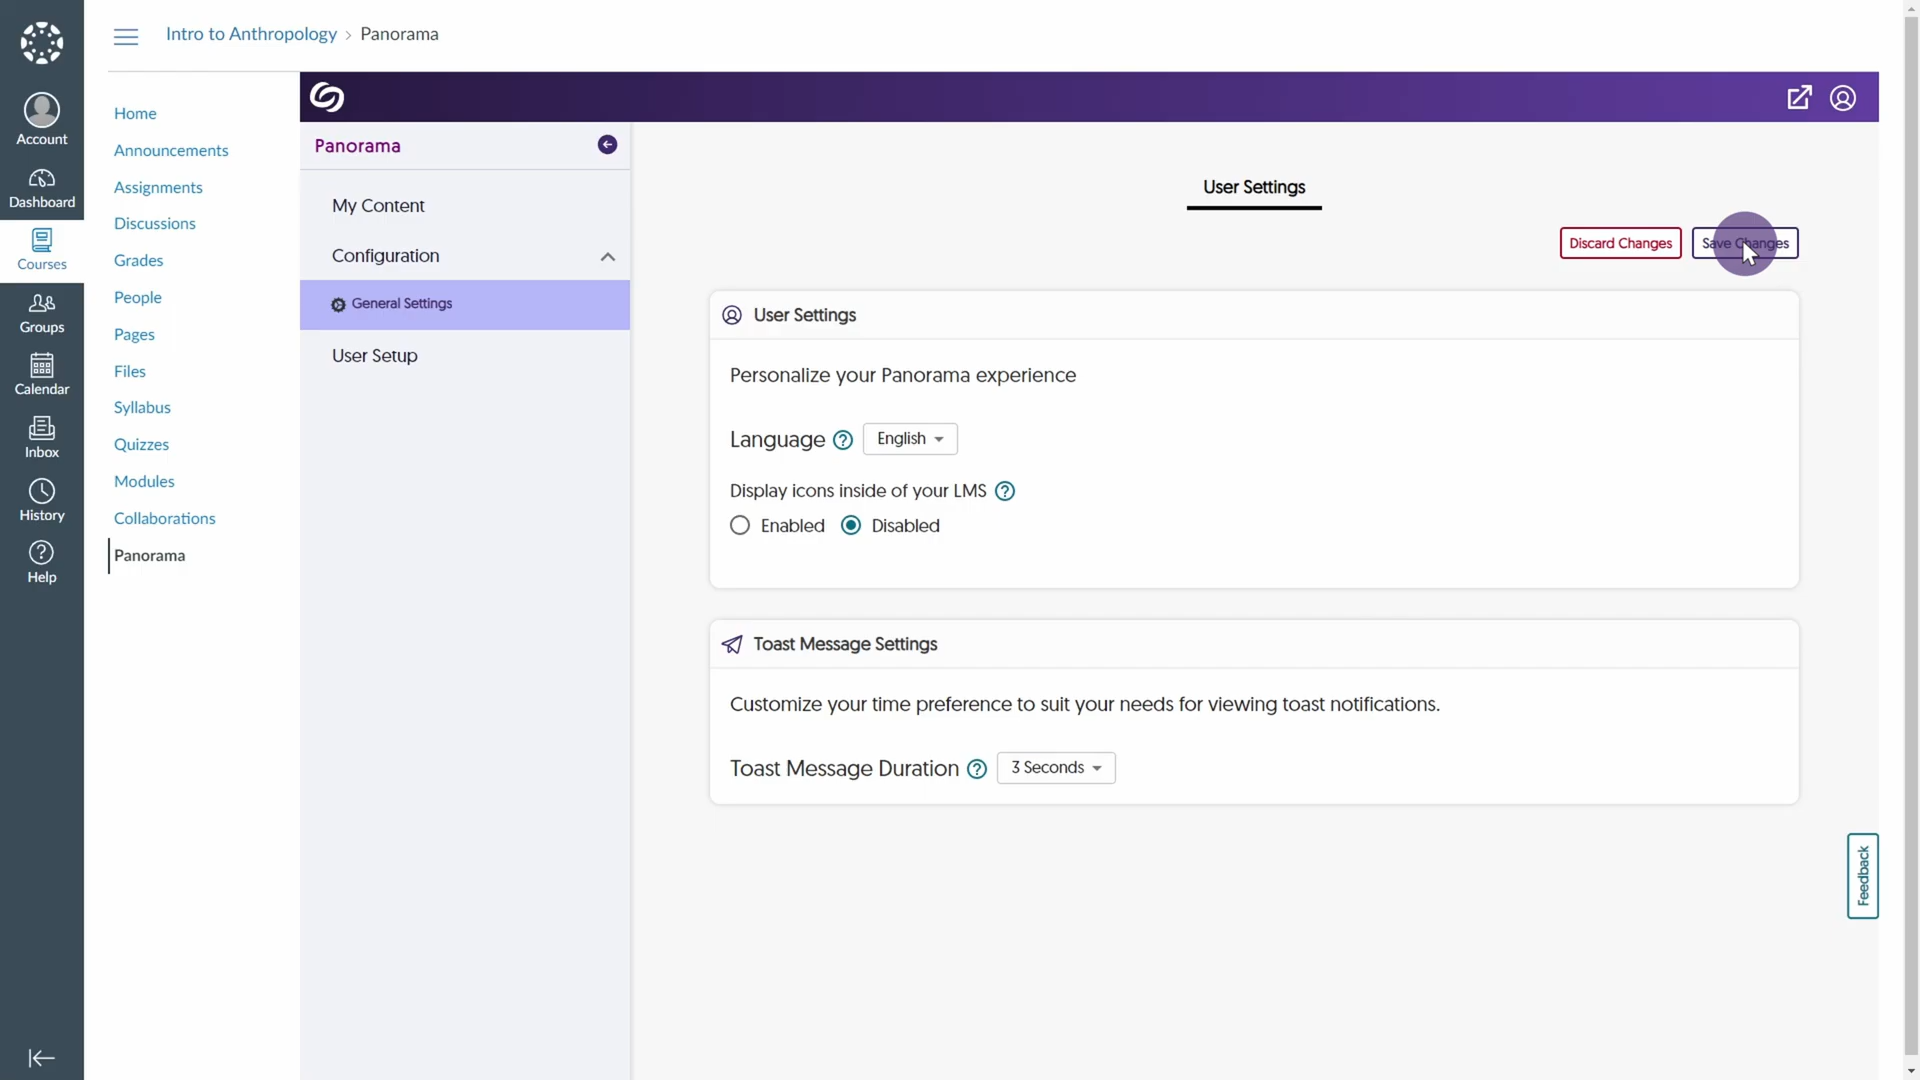 Intro to Anthropology › Panorama
Account
Dashboard
Courses
Groups
Calendar
Inbox
History
Help
Home
Announcements
Assignments
Discussions
Grades
People
Pages
Files
Syllabus
Quizzes
Modules
Collaborations
Panorama
Panorama
My Content
Configuration
General Settings
User Setup
User Settings
Discard Changes Save Changes
User Settings
Personalize your Panorama experience
Language ? English
Display icons inside of your LMS ?
Enabled Disabled
Toast Message Settings
Customize your time preference to suit your needs for viewing toast notifications.
Toast Message Duration ? 3 Seconds
Feedback